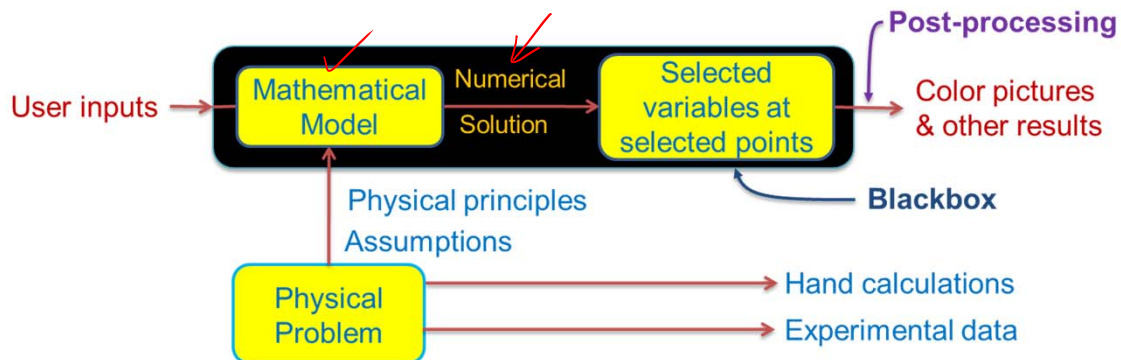 Post-processing
User inputs
Mathematical
Model
Numerical
Solution
Selected
variables at
selected points
Color pictures
& other results
Blackbox
Physical principles
Assumptions
Physical
Problem
Hand calculations
Experimental data